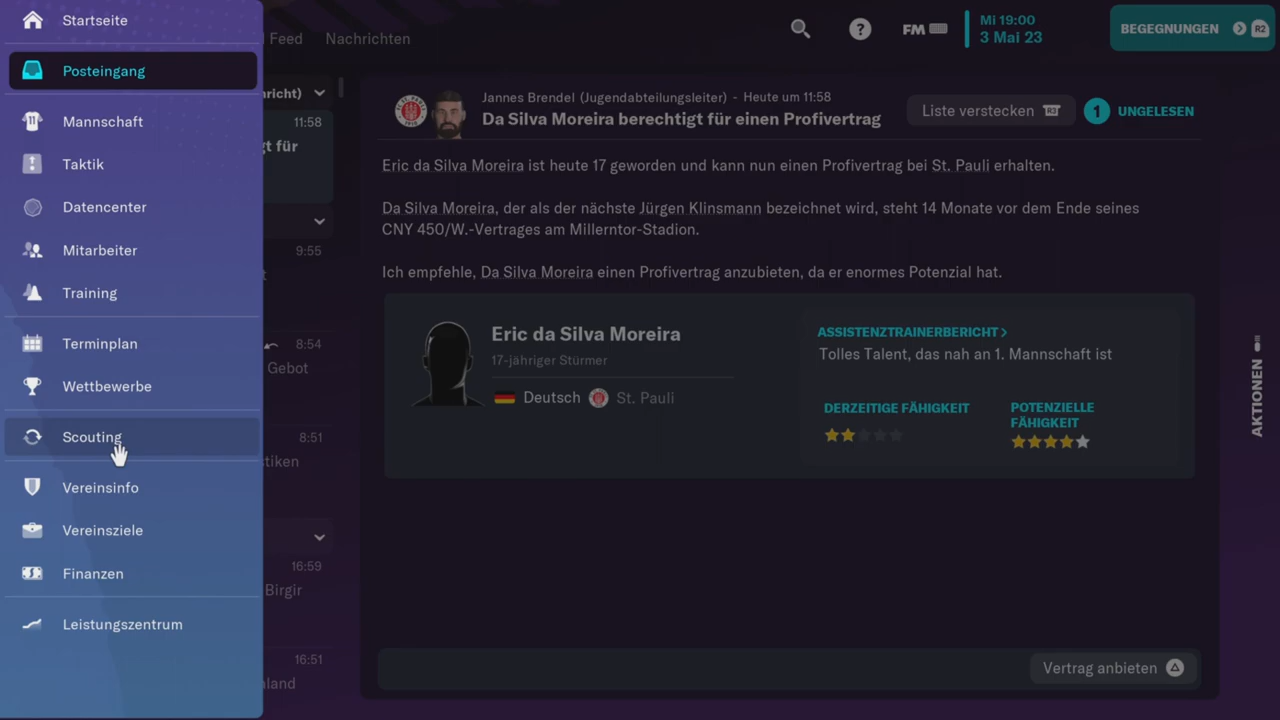 Startseite
Posteingang
Mannschaft
Taktik
Datencenter
Mitarbeiter
Training
Terminplan
Wettbewerbe
Scouting
Vereinsinfo
Vereinsziele
Finanzen
Leistungszentrum
Feed Nachrichten
FM
Mi 19:00
3 Mai 23
BEGEGNUNGEN R2
11:58
9:55
8:54
Gebot
8:51
16:59
Birgir
16:51
Jannes Brendel (Jugendabteilungsleiter) - Heute um 11:58
Da Silva Moreira berechtigt für einen Profivertrag
Liste verstecken R3
1 UNGELESEN
Eric da Silva Moreira ist heute 17 geworden und kann nun einen Profivertrag bei St. Pauli erhalten.
Da Silva Moreira, der als der nächste Jürgen Klinsmann bezeichnet wird, steht 14 Monate vor dem Ende seines
CNY 450/W.-Vertrages am Millerntor-Stadion.
Ich empfehle, Da Silva Moreira einen Profivertrag anzubieten, da er enormes Potenzial hat.
Eric da Silva Moreira
17-jähriger Stürmer
Deutsch St. Pauli
ASSISTENZTRAINERBERICHT >
Tolles Talent, das nah an 1. Mannschaft ist
DERZEITIGE FÄHIGKEIT
POTENZIELLE
FÄHIGKEIT
AKTIONEN
Vertrag anbieten